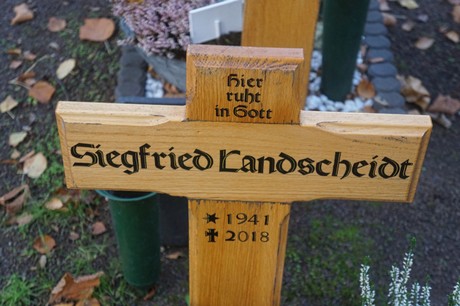 Hier
ruht
in Gott
Siegfried Landscheidt
* 1941
✝ 2018